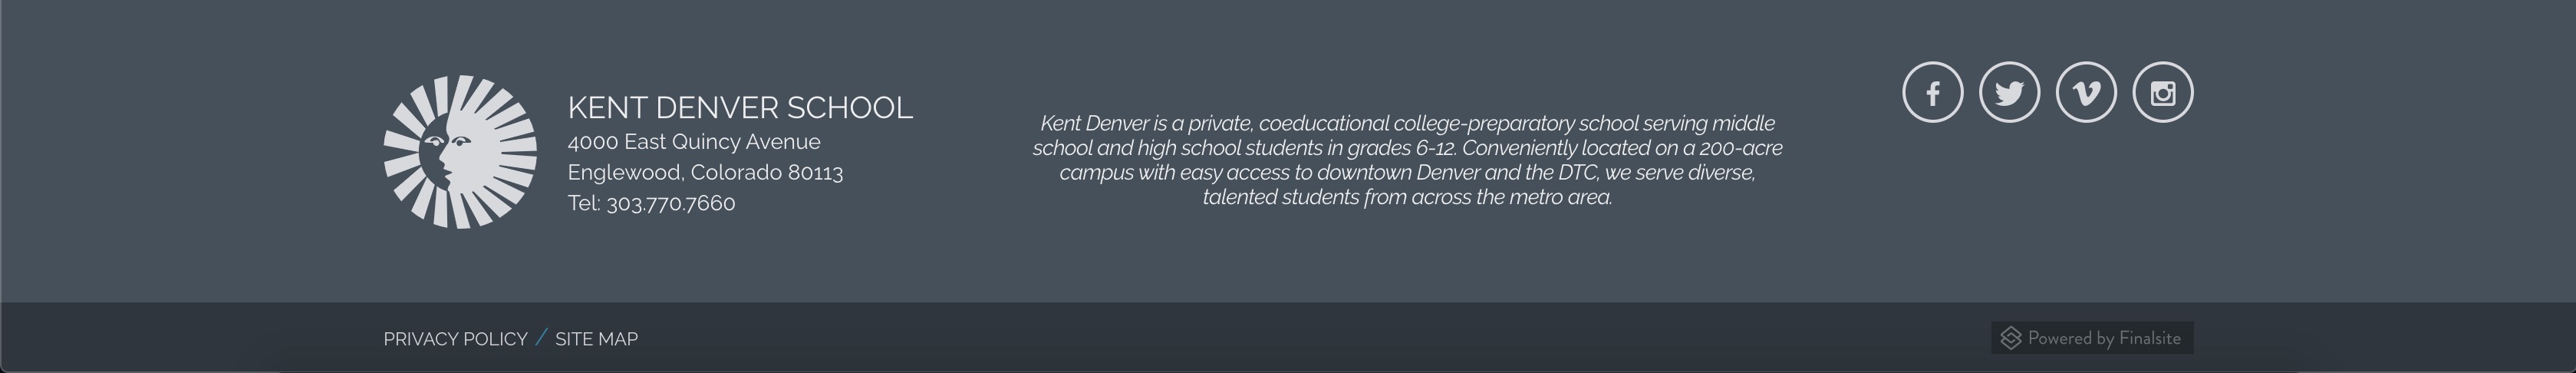 KENT DENVER SCHOOL
4000 East Quincy Avenue
Englewood, Colorado 80113
Tel: 303.770.7660
Kent Denver is a private, coeducational college-preparatory school serving middle
school and high school students in grades 6-12. Conveniently located on a 200-acre
campus with easy access to downtown Denver and the DTC, we serve diverse,
talented students from across the metro area.
PRIVACY POLICY / SITE MAP
Powered by Finalsite